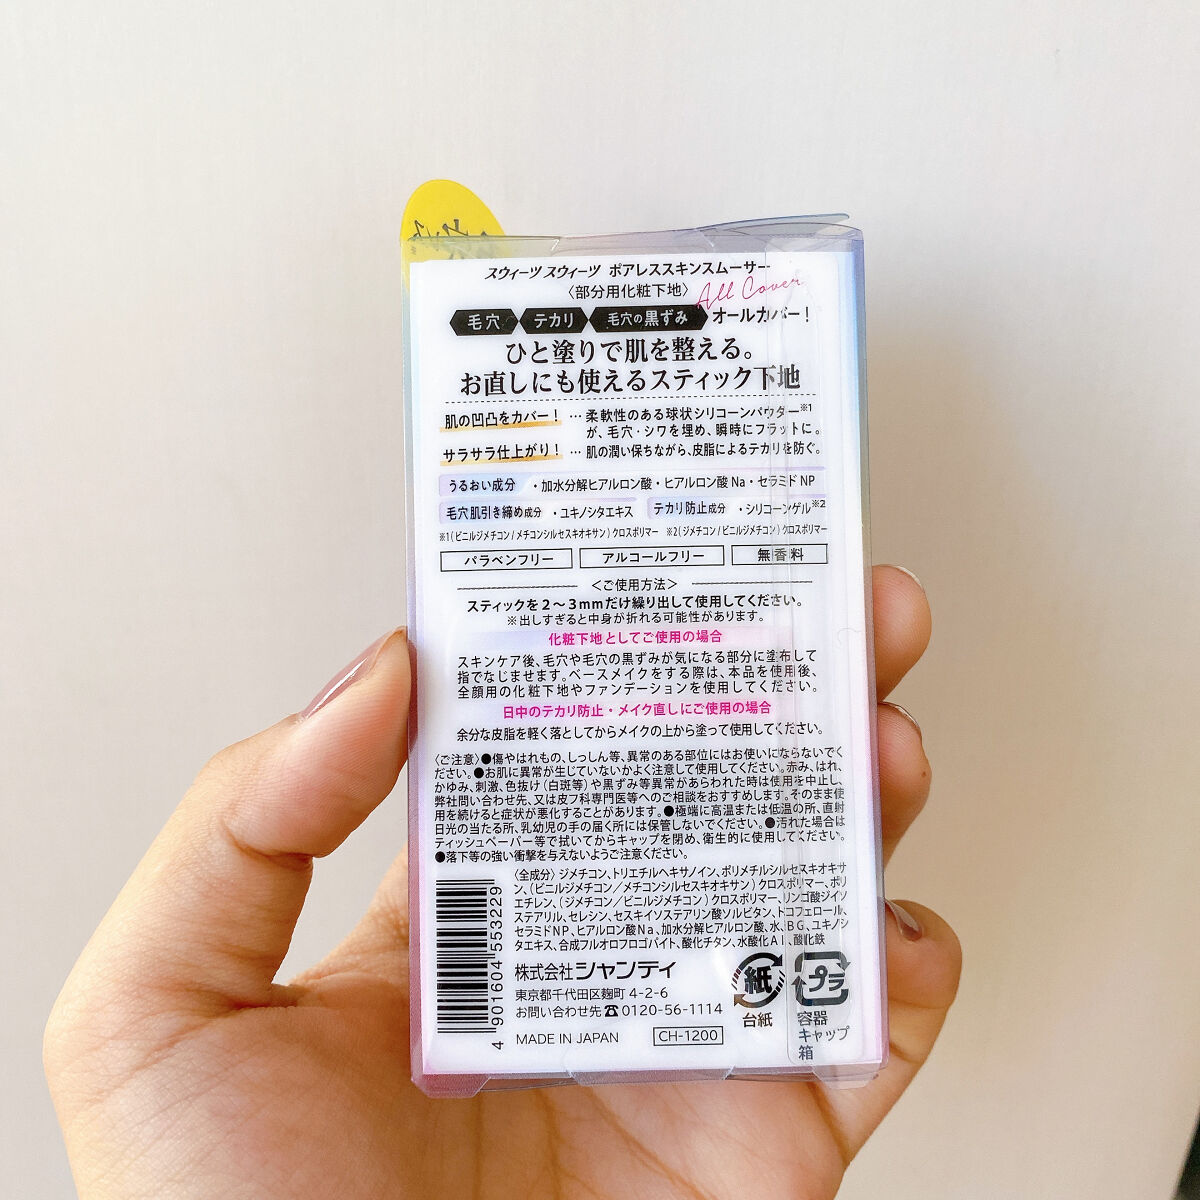 スウィーツ スウィーツ ポアレススキンスムーサー
〈部分用化粧下地〉
All Cover
毛穴 テカリ 毛穴の黒ずみ オールカバー!
ひと塗りで肌を整える。
お直しにも使えるスティック下地
肌の凹凸をカバー! … 柔軟性のある球状シリコーンパウダー※1
が、毛穴・シワを埋め、瞬時にフラットに。
サラサラ仕上がり! … 肌の潤い保ちながら、皮脂によるテカリを防ぐ。
うるおい成分 ・加水分解ヒアルロン酸・ヒアルロン酸Na・セラミドNP
毛穴肌引き締め成分 ・ユキノシタエキス テカリ防止成分 ・シリコーンゲル※2
※1(ビニルジメチコン/メチコンシルセスキオキサン)クロスポリマー ※2(ジメチコン/ビニルジメチコン)クロスポリマー
パラベンフリー アルコールフリー 無香料
<ご使用方法>
スティックを2〜3mmだけ繰り出して使用してください。
※出しすぎると中身が折れる可能性があります。
化粧下地としてご使用の場合
スキンケア後、毛穴や毛穴の黒ずみが気になる部分に塗布して
指でなじませます。ベースメイクをする際は、本品を使用後、
全顔用の化粧下地やファンデーションを使用してください。
日中のテカリ防止・メイク直しにご使用の場合
余分な皮脂を軽く落としてからメイクの上から塗って使用してください。
〈ご注意〉●傷やはれもの、しっしん等、異常のある部位にはお使いにならないでく
ださい。●お肌に異常が生じていないかよく注意して使用してください。赤み、はれ、
かゆみ、刺激、色抜け(白斑等)や黒ずみ等異常があらわれた時は使用を中止し、
弊社問い合わせ先、又は皮フ科専門医等へのご相談をおすすめします。そのまま使
用を続けると症状が悪化することがあります。●極端に高温または低温の所、直射
日光の当たる所、乳幼児の手の届く所には保管しないでください。●汚れた場合は
ティッシュペーパー等で拭いてからキャップを閉め、衛生的に使用してください。
●落下等の強い衝撃を与えないようご注意ください。
〈全成分〉ジメチコン、トリエチルヘキサノイン、ポリメチルシルセスキオキサ
ン、(ビニルジメチコン/メチコンシルセスキオキサン)クロスポリマー、ポリ
エチレン、(ジメチコン/ビニルジメチコン)クロスポリマー、リンゴ酸ジイソ
ステアリル、セレシン、セスキイソステアリン酸ソルビタン、トコフェロール、
セラミドNP、ヒアルロン酸Na、加水分解ヒアルロン酸、水、BG、ユキノシ
タエキス、合成フルオロフロゴパイト、酸化チタン、水酸化Al、酸化鉄
4 901604 553229
株式会社シャンティ
東京都千代田区麹町 4-2-6
お問い合わせ先☎0120-56-1114
MADE IN JAPAN CH-1200
紙
台紙
プラ
容器
キャップ
箱